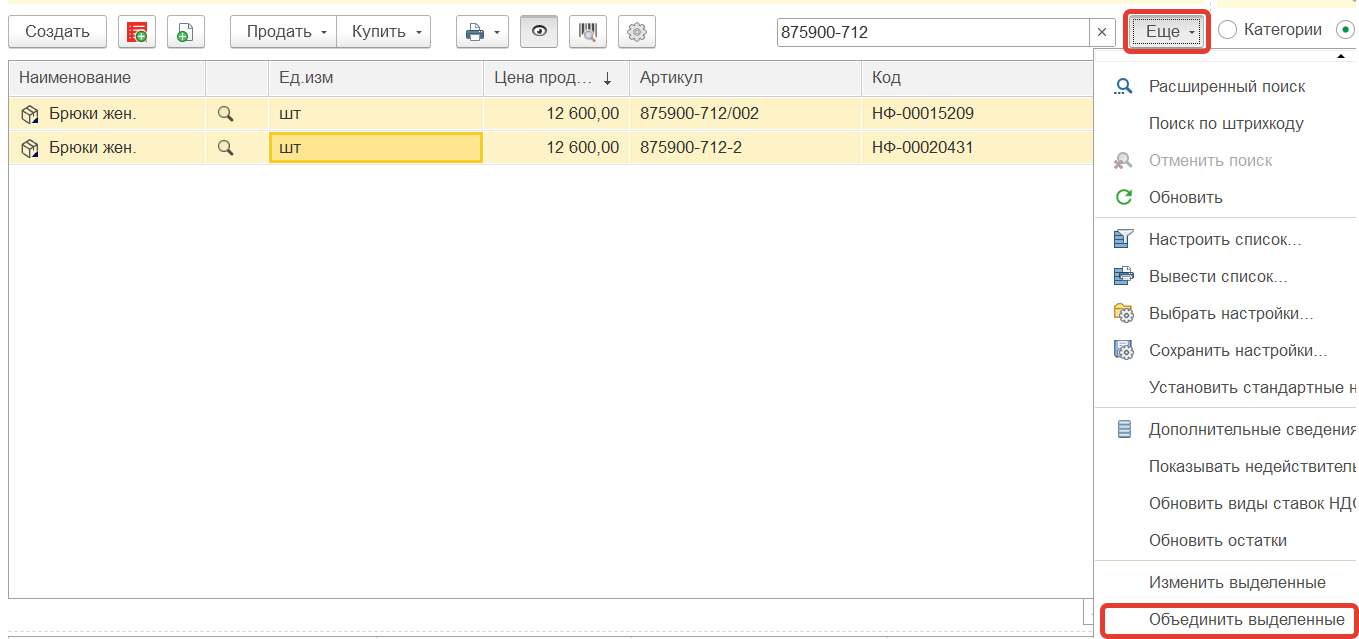 Создать
Продать
Купить
875900-712
×
Еще
Категории
Наименование
Ед.изм
Цена прод... ↓
Артикул
Код
Брюки жен.
шт
12 600,00
875900-712/002
НФ-00015209
Брюки жен.
шт
12 600,00
875900-712-2
НФ-00020431
Расширенный поиск
Поиск по штрихкоду
Отменить поиск
Обновить
Настроить список...
Вывести список...
Выбрать настройки...
Сохранить настройки...
Установить стандартные н
Дополнительные сведения
Показывать недействитель
Обновить виды ставок НДС
Обновить остатки
Изменить выделенные
Объединить выделенные